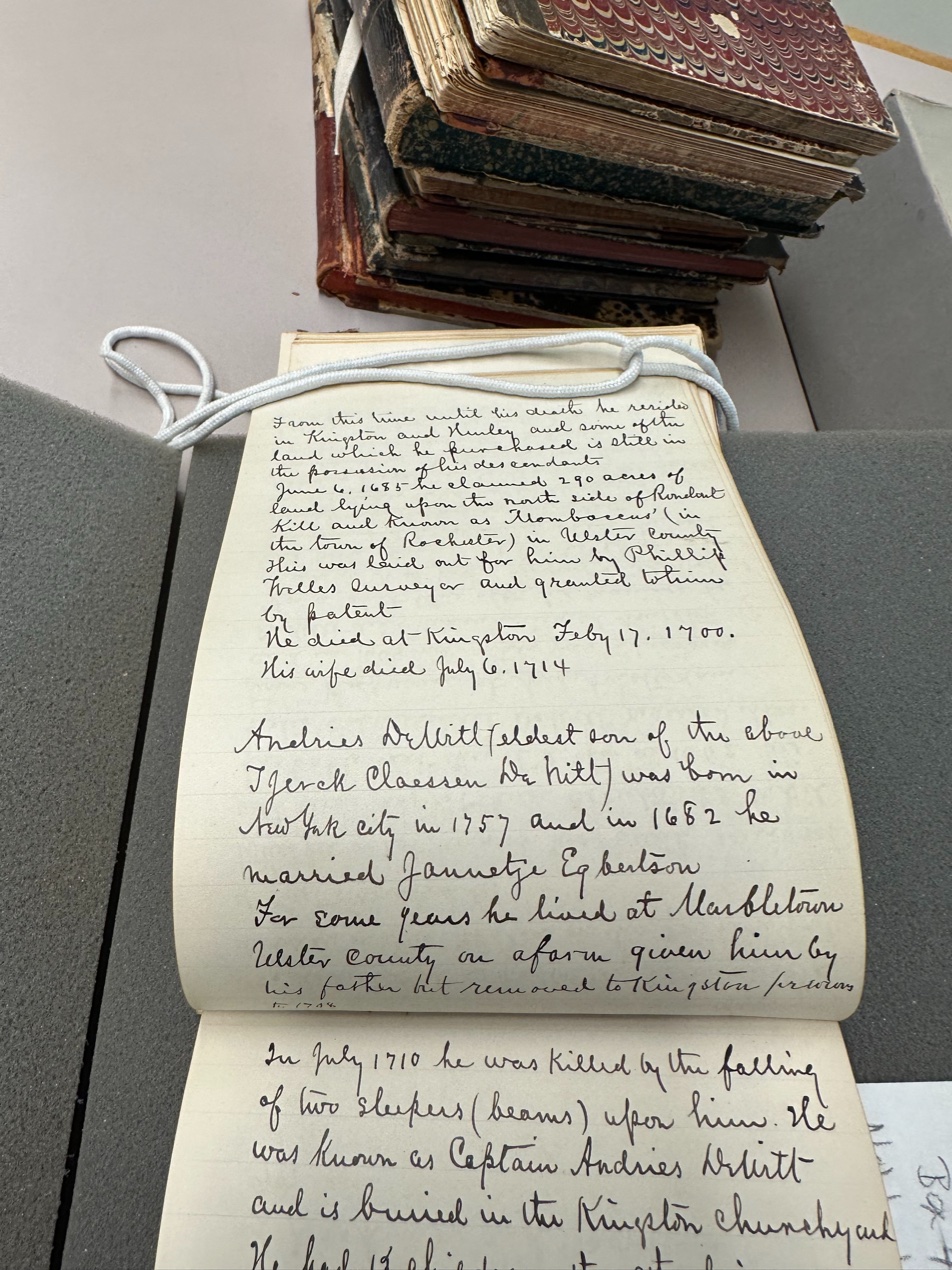 From this time until his death he resided
in Kingston and Hurley and some of the
land which he purchased is still in
the possession of his descendants
June 6, 1685 he claimed 290 acres of
land lying upon the north side of Rondout
Kill and known as "Mombaccus" (in
the town of Rochester) in Ulster County
His was laid out for him by Phillip
Welles surveyor and granted to him
by patent
He died at Kingston Feby 17. 1700.
His wife died July 6. 1714
Andries DeWitt (eldest son of the above
Tjerck Claessen De Witt) was born in
New York city in 1757 and in 1682 he
married Jannetje Egbertson
For some years he lived at Marbletown
Ulster County on a farm given him by
his father but removed to Kingston previous
to
In July 1710 he was killed by the falling
of two sleepers (beams) upon him. He
was known as Captain Andries DeWitt
and is buried in the Kingston churchyard
He had
Box